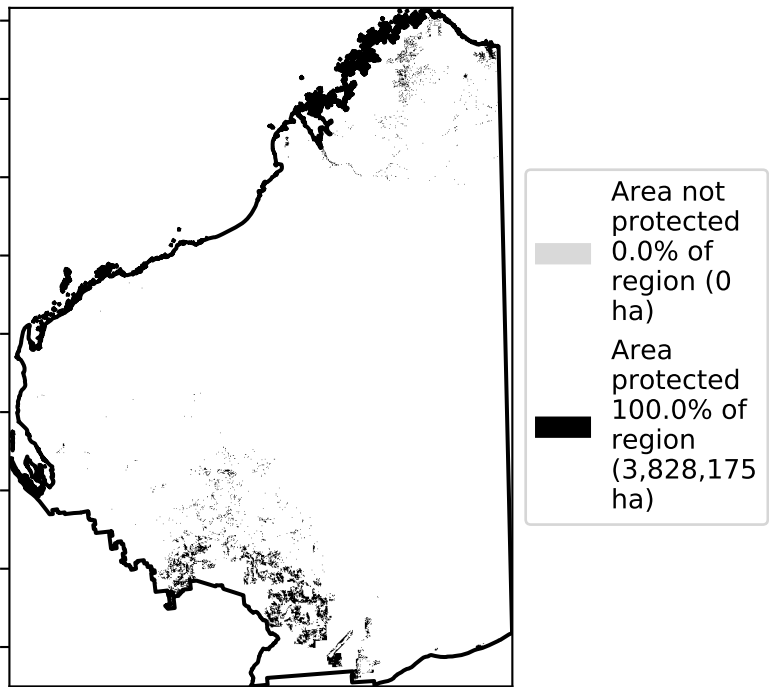 Area not
protected
0.0% of
region (0
ha)
Area
protected
100.0% of
region
(3,828,175
ha)